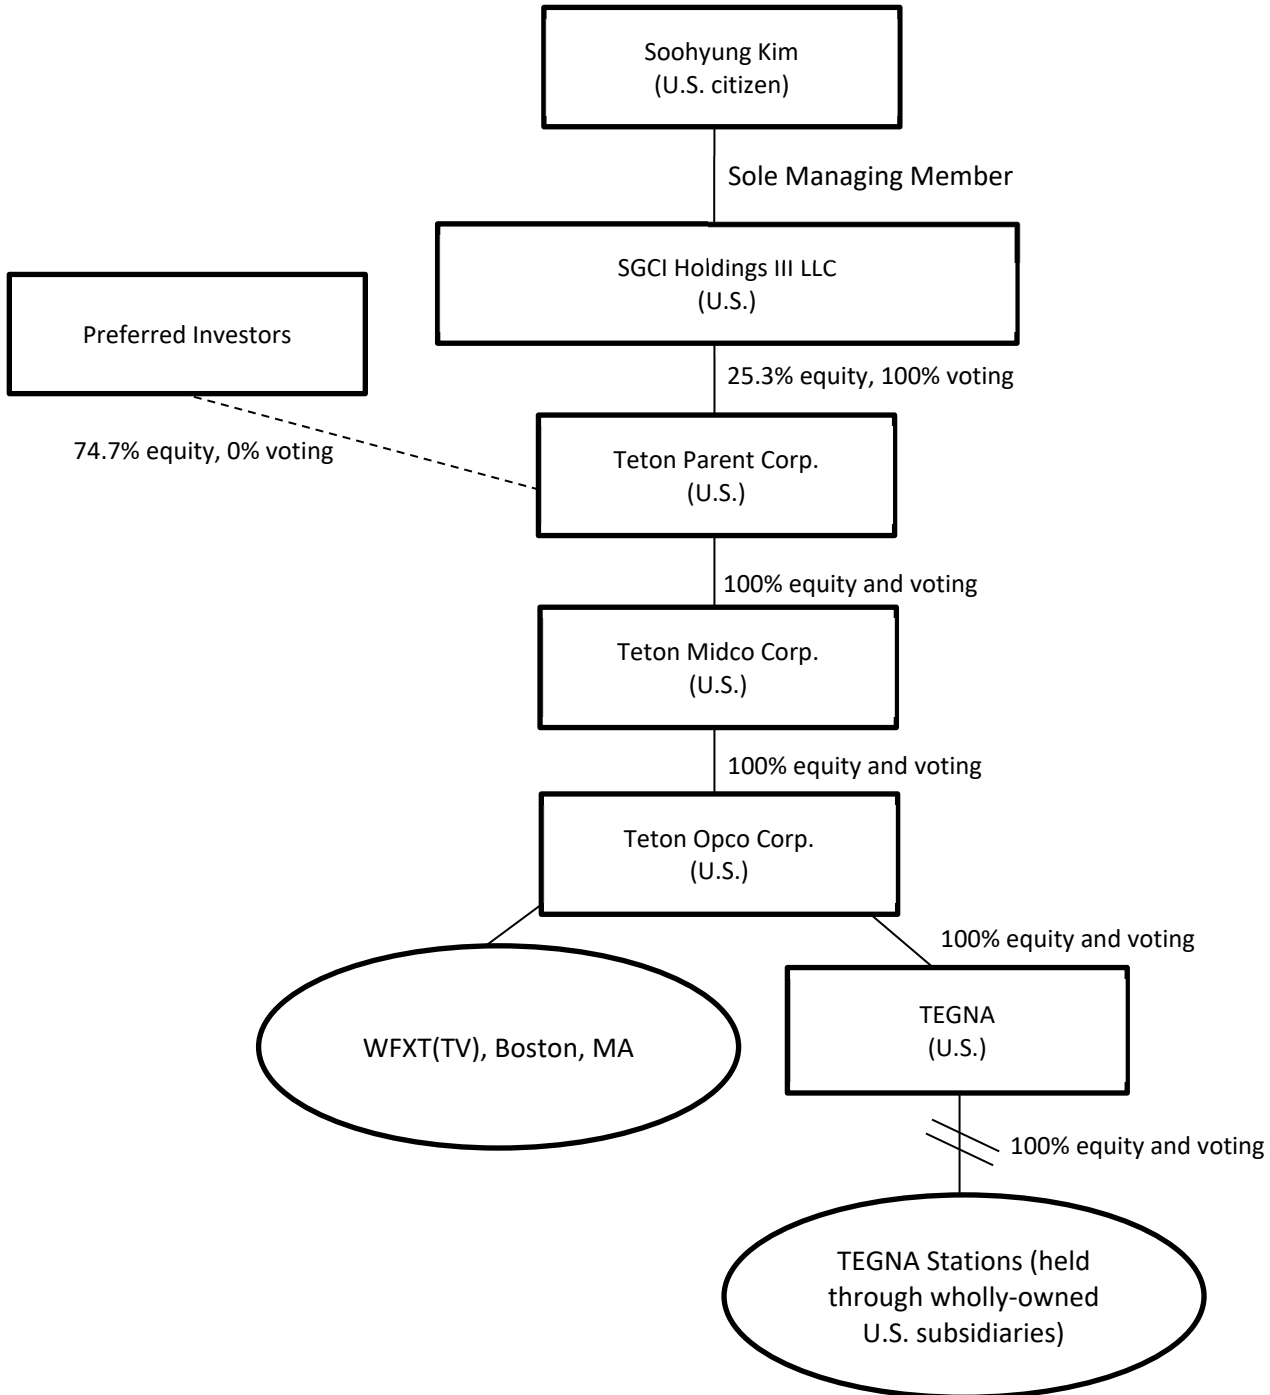 Soohyung Kim
(U.S. citizen)
Sole Managing Member
SGCI Holdings III LLC
(U.S.)
Preferred Investors
25.3% equity, 100% voting
74.7% equity, 0% voting
Teton Parent Corp.
(U.S.)
100% equity and voting
Teton Midco Corp.
(U.S.)
100% equity and voting
Teton Opco Corp.
(U.S.)
100% equity and voting
WFXT(TV), Boston, MA
TEGNA
(U.S.)
100% equity and voting
TEGNA Stations (held
through wholly-owned
U.S. subsidiaries)